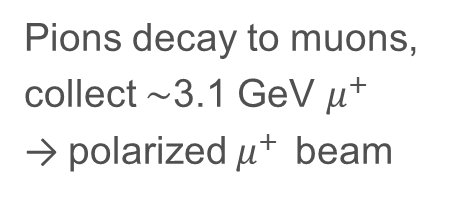 Pions decay to muons,
collect ~3.1 GeV μ⁺
→ polarized μ⁺ beam